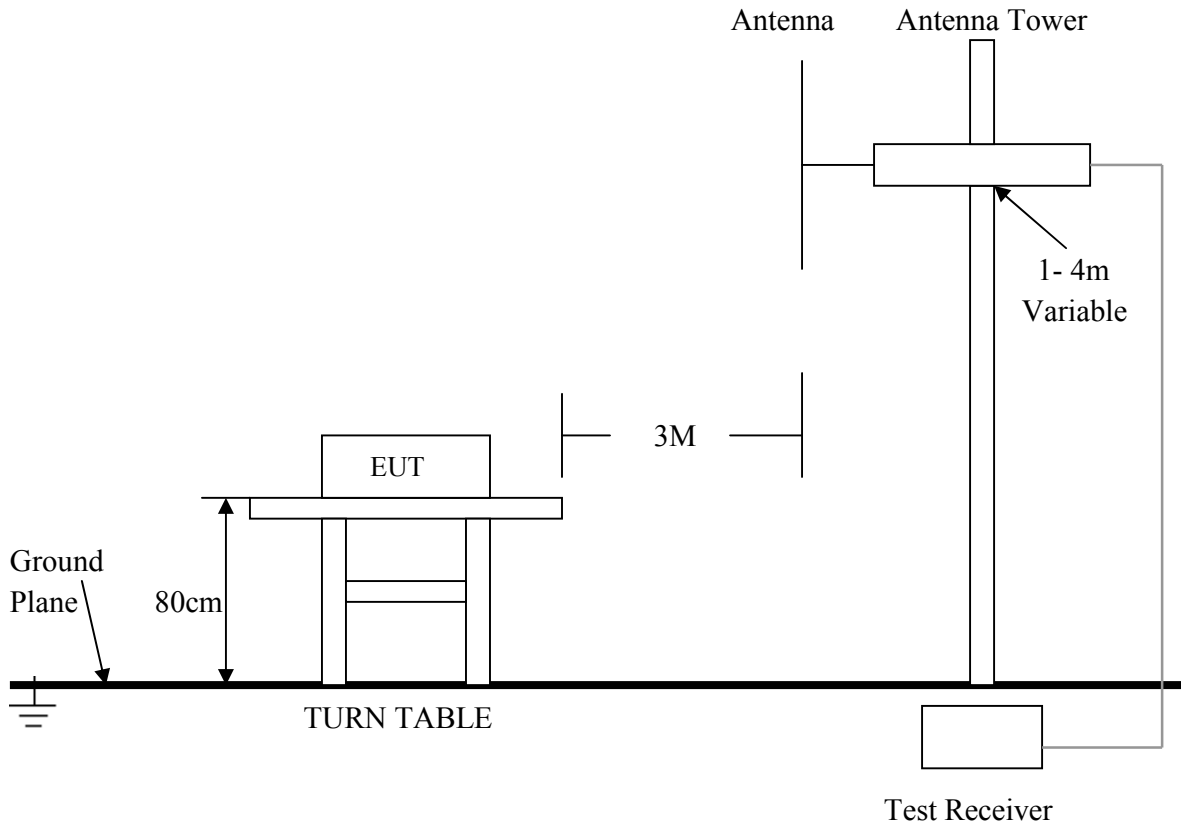 Antenna
Antenna Tower
1- 4m
Variable
3M
EUT
Ground
Plane
80cm
TURN TABLE
Test Receiver